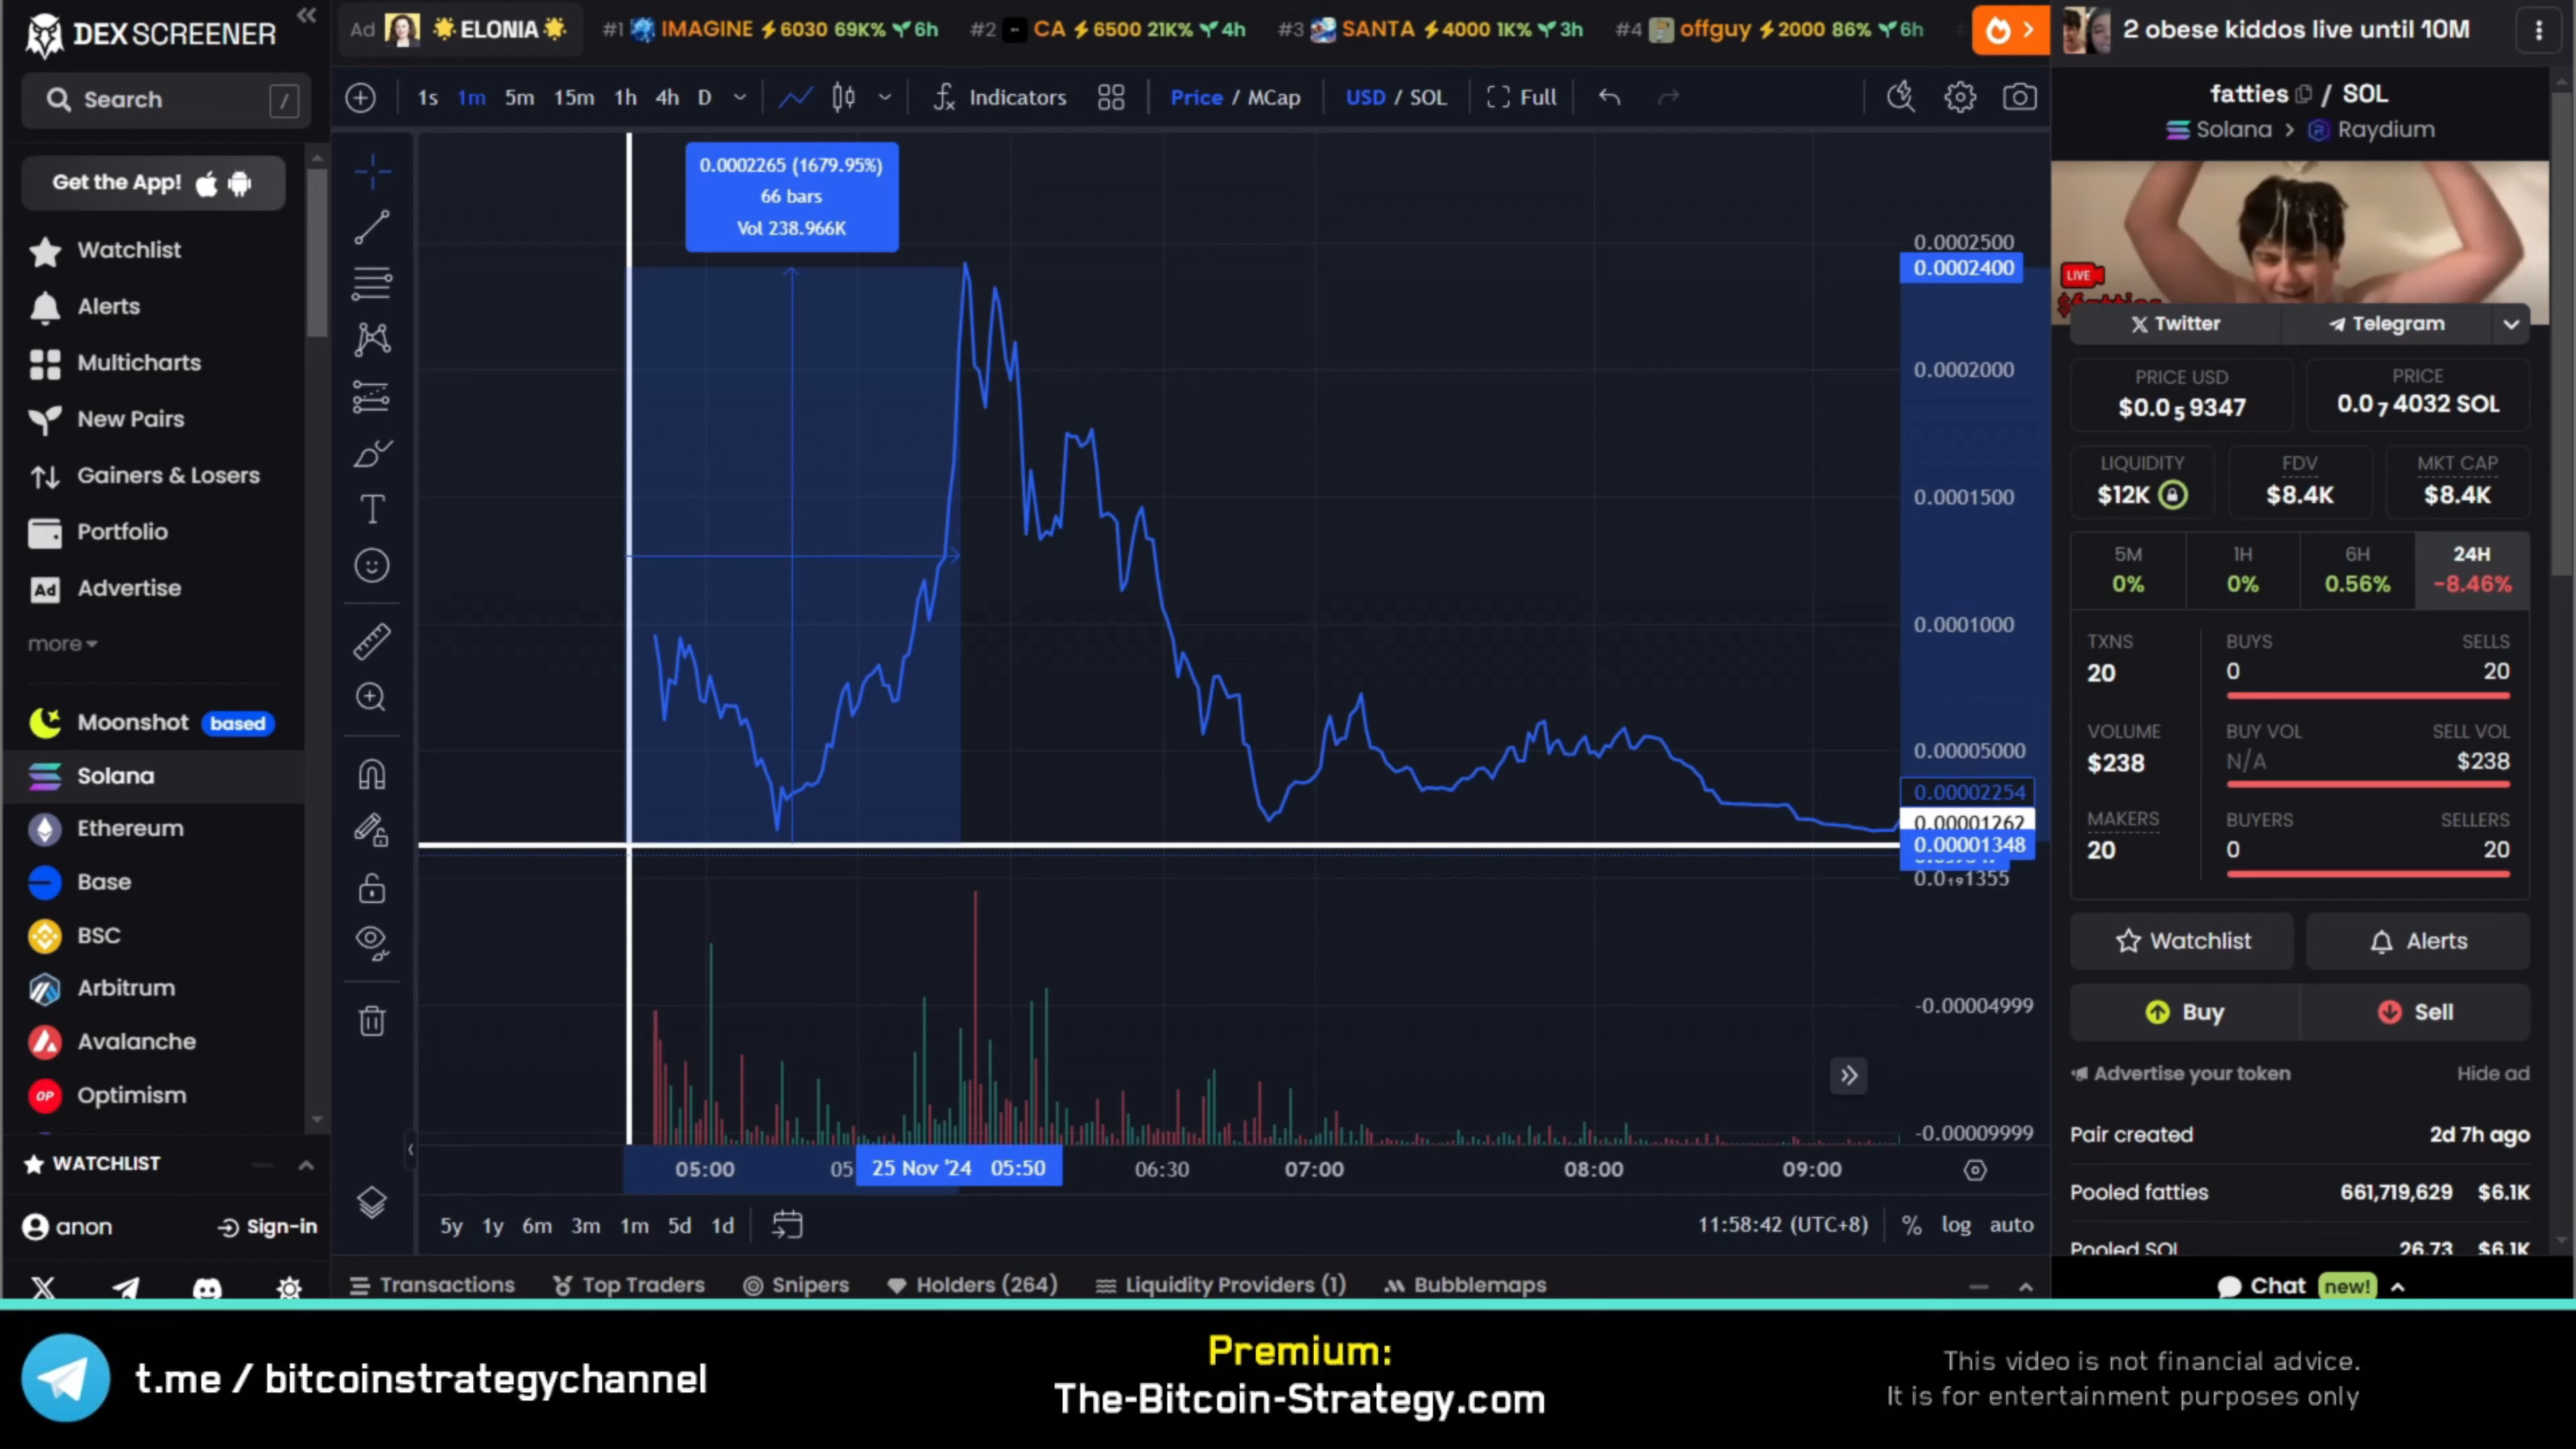 DEX SCREENER
Ad ELONIA #1 IMAGINE 6030 69K% 6h #2 CA 6500 21K% 4h #3 SANTA 4000 1K% 3h #4 offguy 2000 86% 6h
2 obese kiddos live until 10M
Search /
1s 1m 5m 15m 1h 4h D Indicators Price / MCap USD / SOL Full
fatties / SOL
Solana > Raydium
Get the App!
Watchlist
Alerts
Multicharts
New Pairs
Gainers & Losers
Portfolio
Ad Advertise
more
Moonshot based
Solana
Ethereum
Base
BSC
Arbitrum
Avalanche
OP Optimism
WATCHLIST
anon Sign-in
0.0002265 (1679.95%)
66 bars
Vol 238.966K
0.0002500
0.0002400
0.0002000
0.0001500
0.0001000
0.00005000
0.00002254
0.00001262
0.00001348
0.0₁₉1355
-0.00004999
-0.00009999
05:00 05 25 Nov '24 05:50 06:30 07:00 08:00 09:00
5y 1y 6m 3m 1m 5d 1d 11:58:42 (UTC+8) % log auto
Transactions Top Traders Snipers Holders (264) Liquidity Providers (1) Bubblemaps
LIVE
$fatties
Twitter Telegram
PRICE USD PRICE
$0.0₅9347 0.0₇4032 SOL
LIQUIDITY FDV MKT CAP
$12K $8.4K $8.4K
5M 1H 6H 24H
0% 0% 0.56% -8.46%
TXNS BUYS SELLS
20 0 20
VOLUME BUY VOL SELL VOL
$238 N/A $238
MAKERS BUYERS SELLERS
20 0 20
Watchlist Alerts
Buy Sell
Advertise your token Hide ad
Pair created 2d 7h ago
Pooled fatties 661,719,629 $6.1K
Pooled SOL 26.73 $6.1K
Chat new!
t.me / bitcoinstrategychannel
Premium:
The-Bitcoin-Strategy.com
This video is not financial advice.
It is for entertainment purposes only